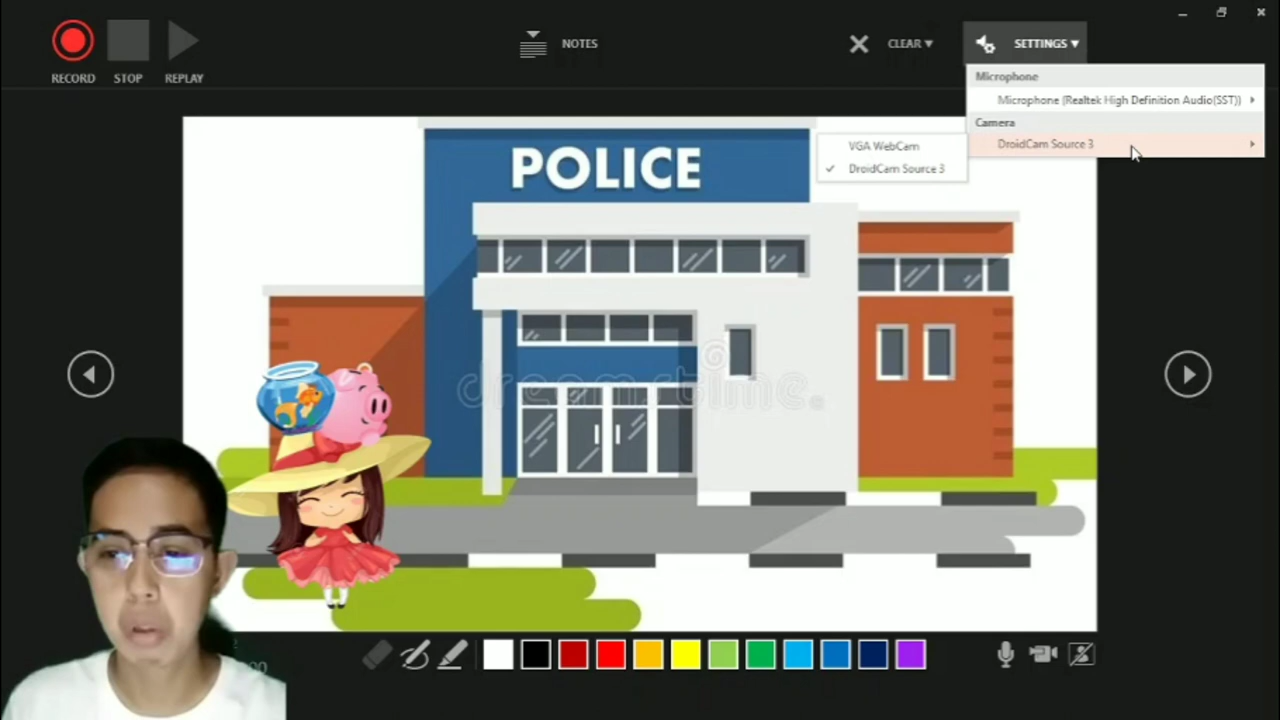 RECORD
STOP
REPLAY
NOTES
CLEAR
SETTINGS
Microphone
Microphone (Realtek High Definition Audio(SST))
Camera
DroidCam Source 3
VGA WebCam
DroidCam Source 3
POLICE
dreamstime.